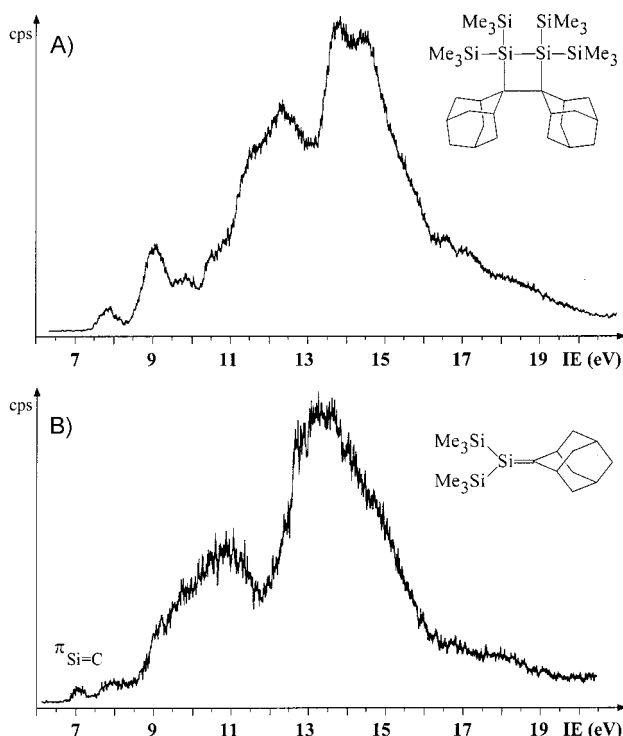 cps
A)
Me3Si SiMe3
Me3Si—Si—Si—SiMe3
7 9 11 13 15 17 19 IE (eV)
cps
B)
Me3Si
Si
Me3Si
π Si=C
7 9 11 13 15 17 19 IE (eV)